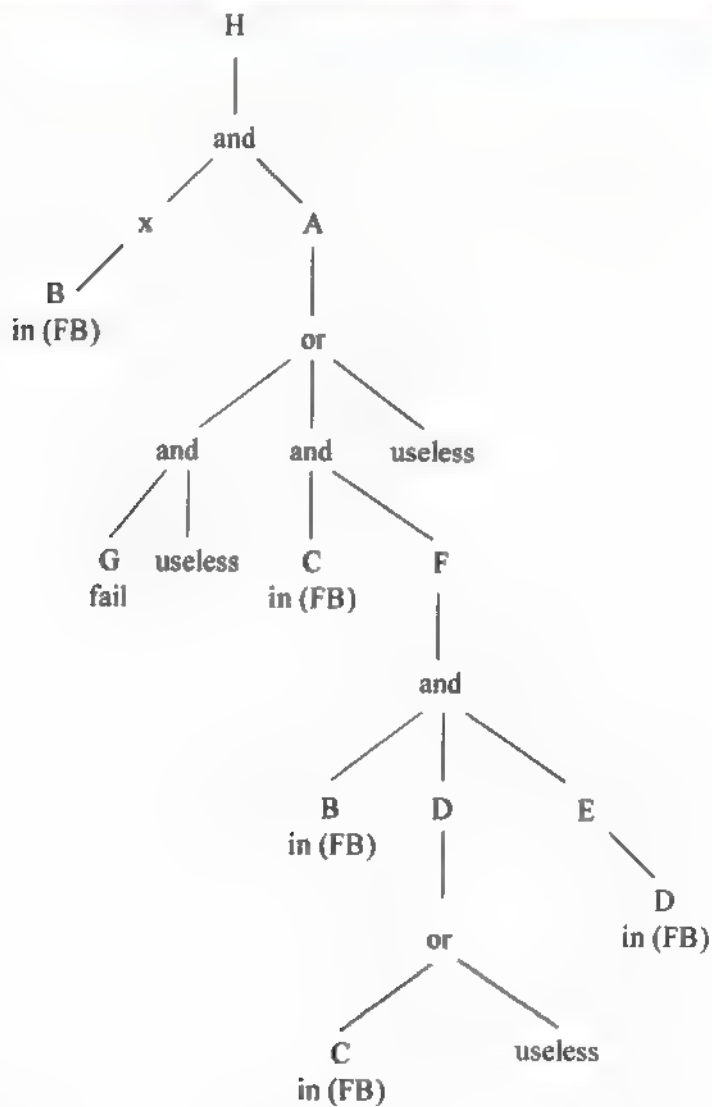 H
and
x A
B
in (FB)
or
and and useless
G useless C F
fail in (FB)
and
B D E
in (FB)
D
or in (FB)
C useless
in (FB)